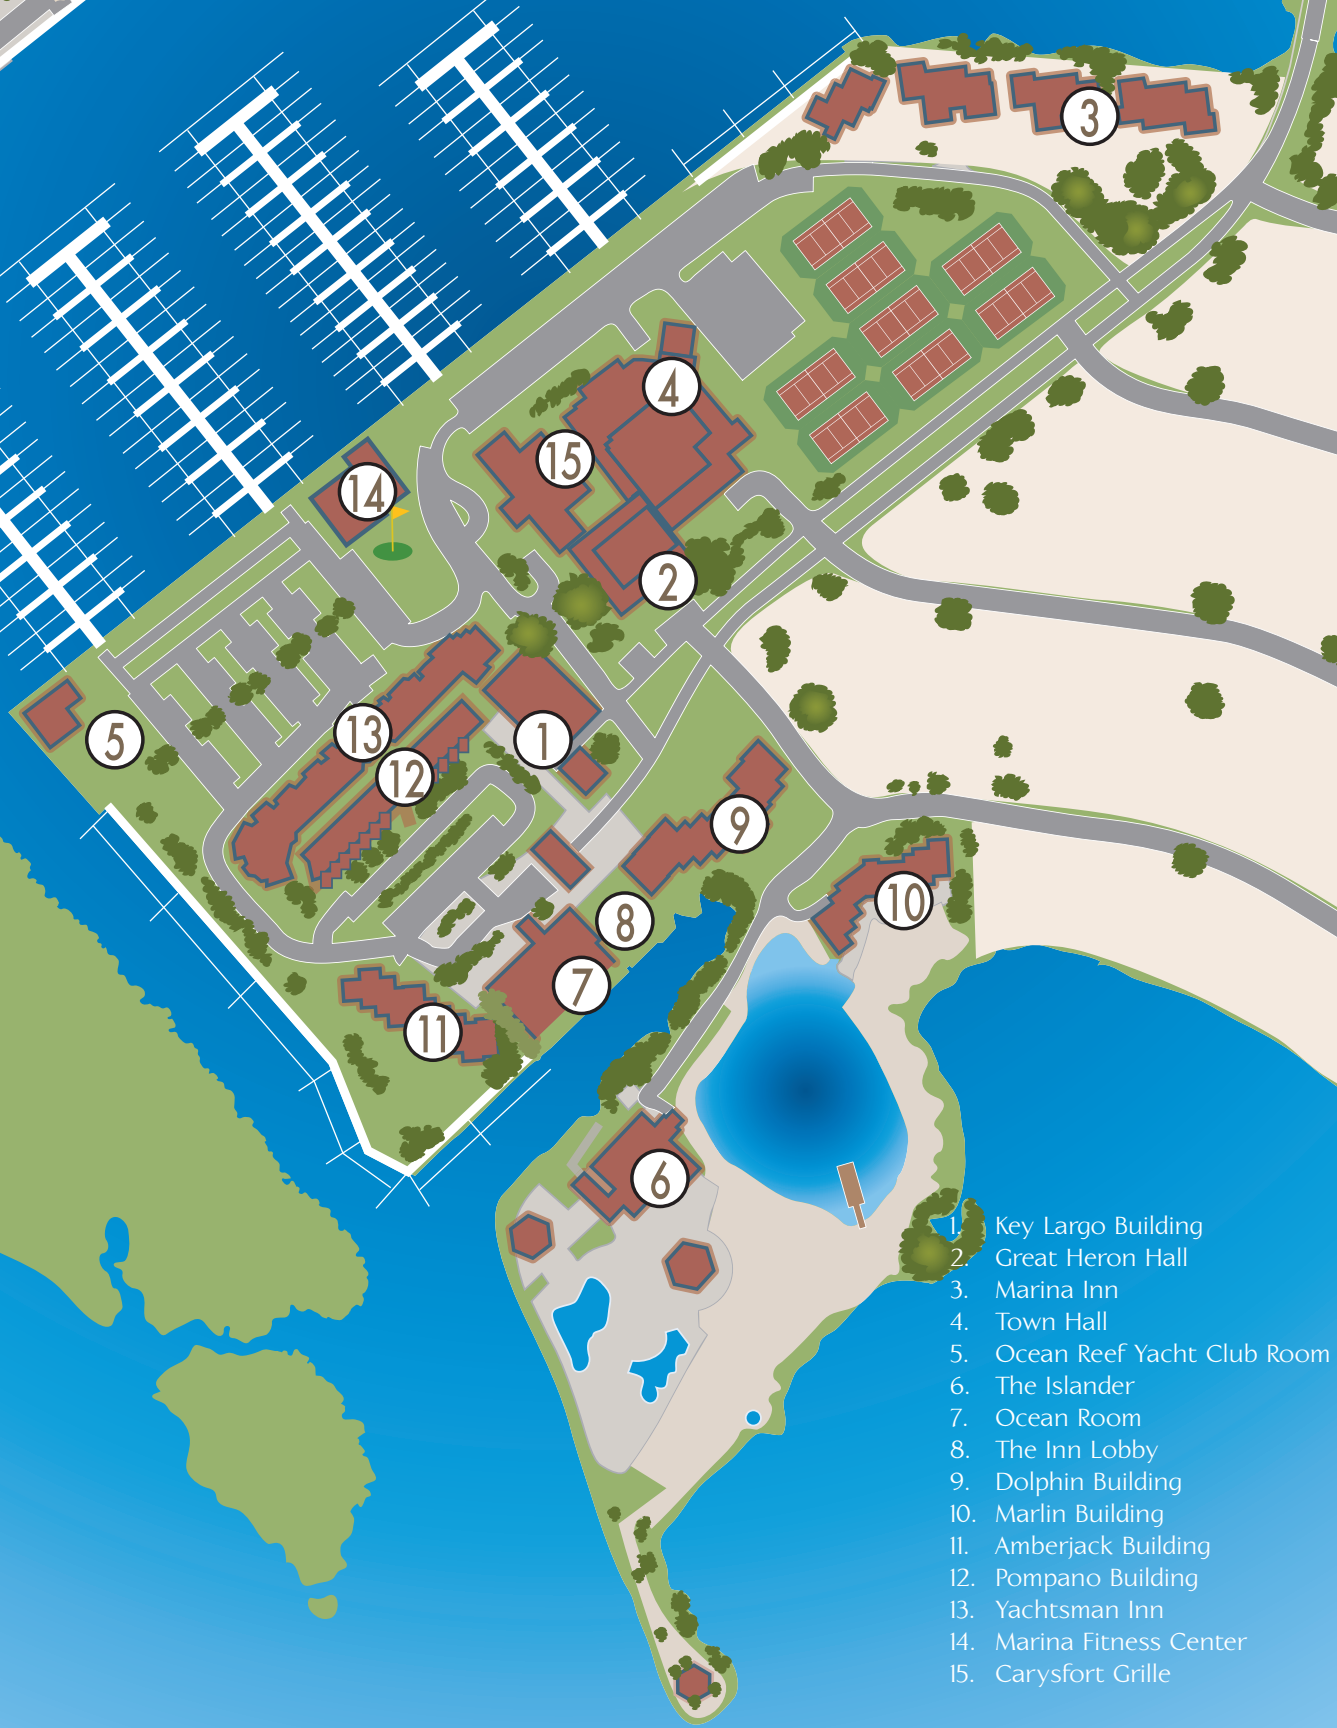 3
4
15
14
2
5
13
1
12
9
10
8
7
11
6
1. Key Largo Building
2. Great Heron Hall
3. Marina Inn
4. Town Hall
5. Ocean Reef Yacht Club Room
6. The Islander
7. Ocean Room
8. The Inn Lobby
9. Dolphin Building
10. Marlin Building
11. Amberjack Building
12. Pompano Building
13. Yachtsman Inn
14. Marina Fitness Center
15. Carysfort Grille